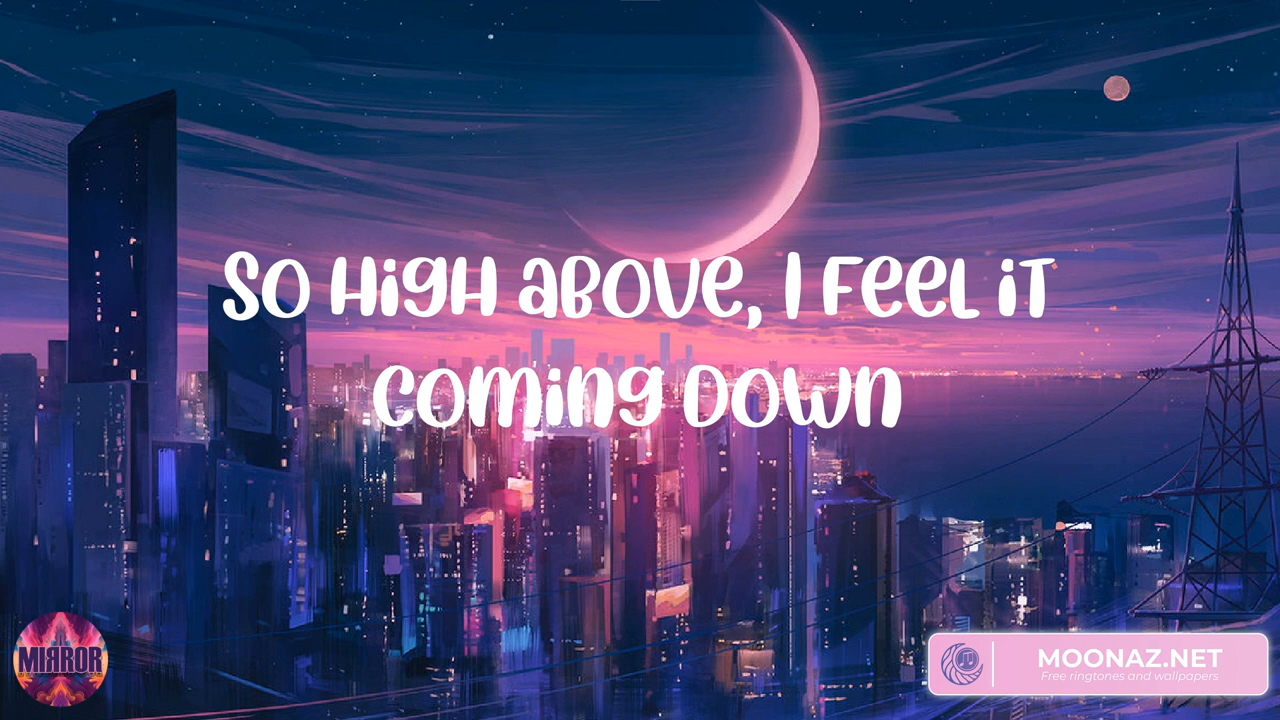 So HigH aBove, I FeeL iT
coming Down
MIRROR
MOONAZ.NET
Free ringtones and wallpapers